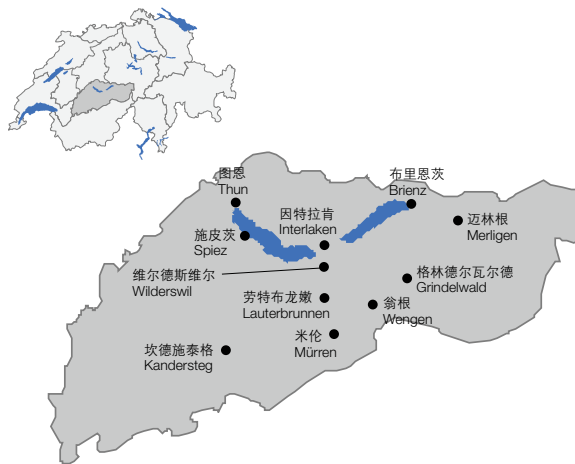 图恩
Thun
布里恩茨
Brienz
因特拉肯
Interlaken
迈林根
Merligen
施皮茨
Spiez
维尔德斯维尔
Wilderswil
格林德尔瓦尔德
Grindelwald
劳特布龙嫩
Lauterbrunnen
翁根
Wengen
米伦
Mürren
坎德施泰格
Kandersteg